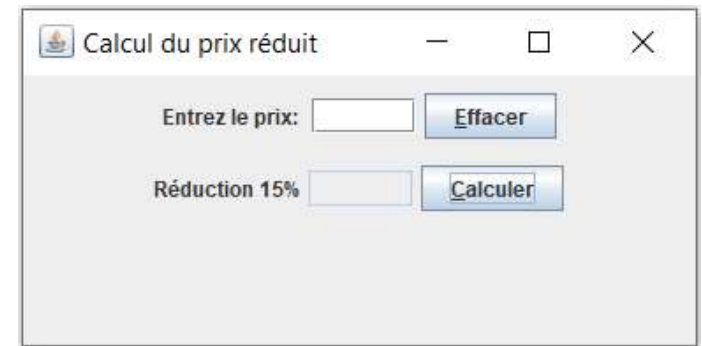 Calcul du prix réduit
Entrez le prix: Effacer
Réduction 15% Calculer